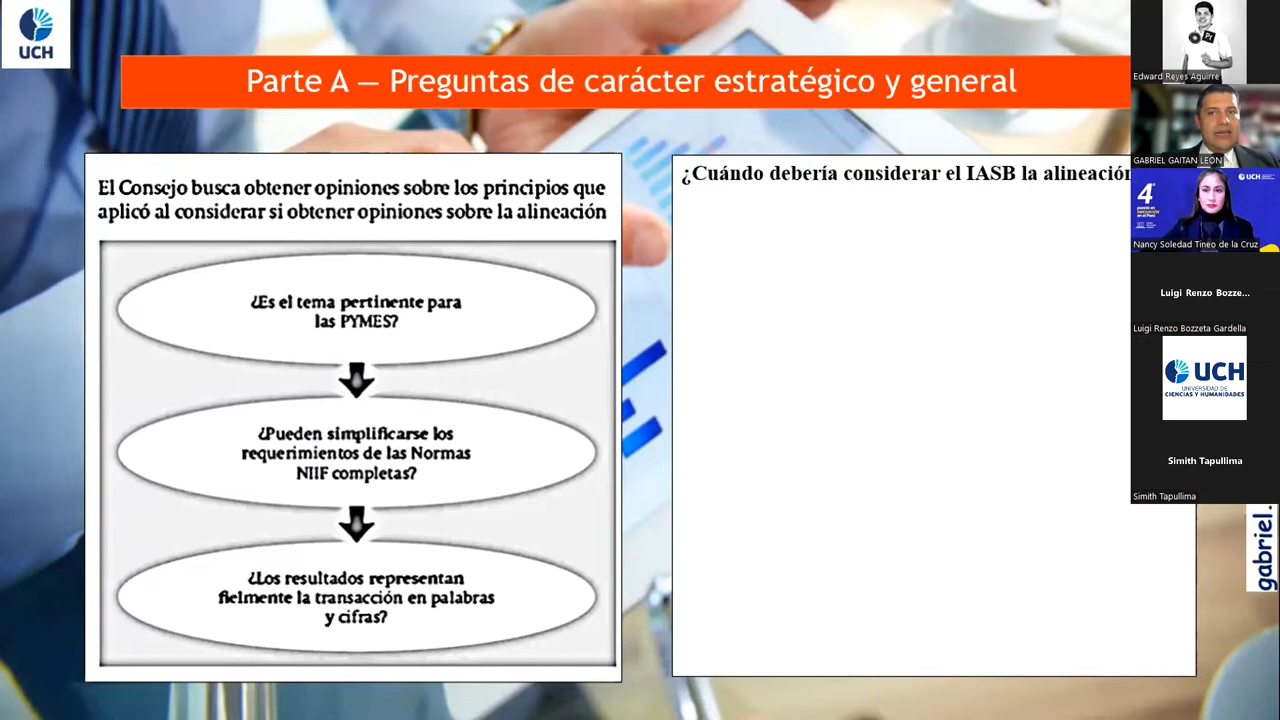 UCH
Parte A — Preguntas de carácter estratégico y general
El Consejo busca obtener opiniones sobre los principios que
aplicó al considerar si obtener opiniones sobre la alineación
¿Es el tema pertinente para
las PYMES?
¿Pueden simplificarse los
requerimientos de las Normas
NIIF completas?
¿Los resultados representan
fielmente la transacción en palabras
y cifras?
¿Cuándo debería considerar el IASB la alineación
Pr
Edward Reyes Aguirre
GABRIEL GAITAN LEON
UCH
4
Nancy Soledad Tineo de la Cruz
Luigi Renzo Bozze...
Luigi Renzo Bozzeta Gardella
UCH
UNIVERSIDAD DE
CIENCIAS Y HUMANIDADES
Simith Tapullima
Simith Tapullima
gabriel.